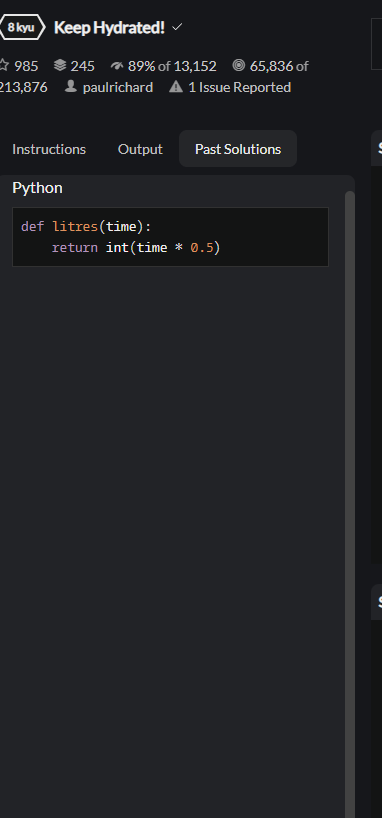 8 kyu Keep Hydrated!
985 245 89% of 13,152 65,836 of
213,876 paulrichard 1 Issue Reported
Instructions Output Past Solutions
Python
def litres(time):
    return int(time * 0.5)